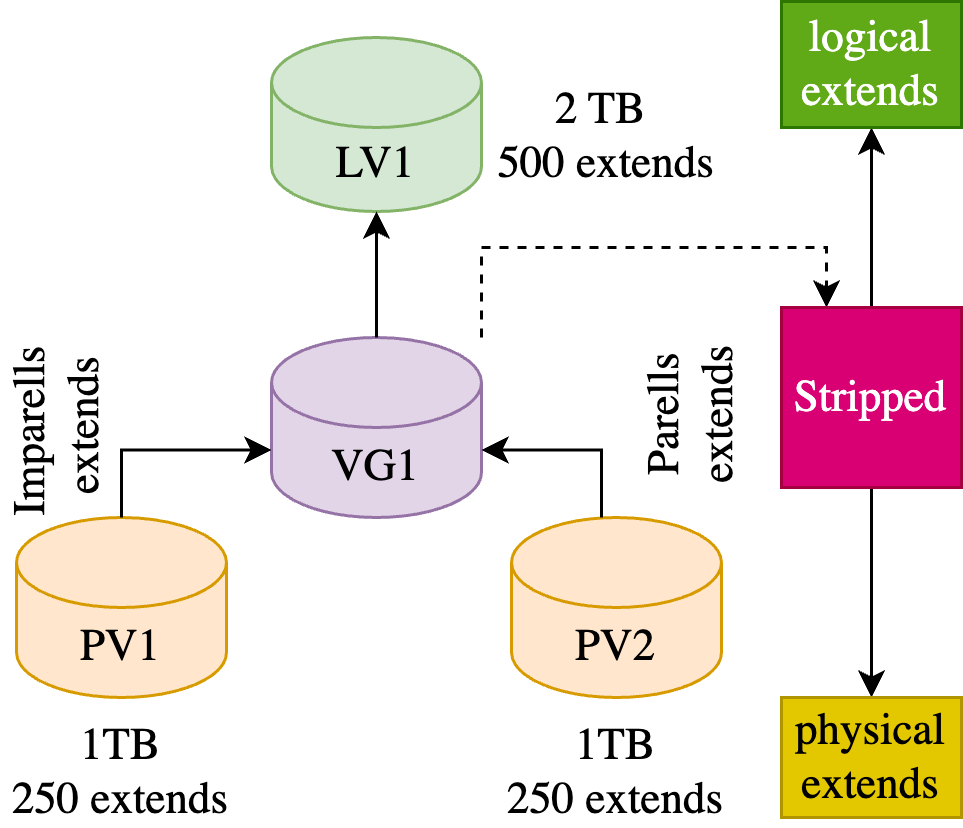 logical
extends
2 TB
500 extends
LV1
Imparells
extends
Parells
extends
Stripped
VG1
PV1
PV2
physical
extends
1TB
250 extends
1TB
250 extends